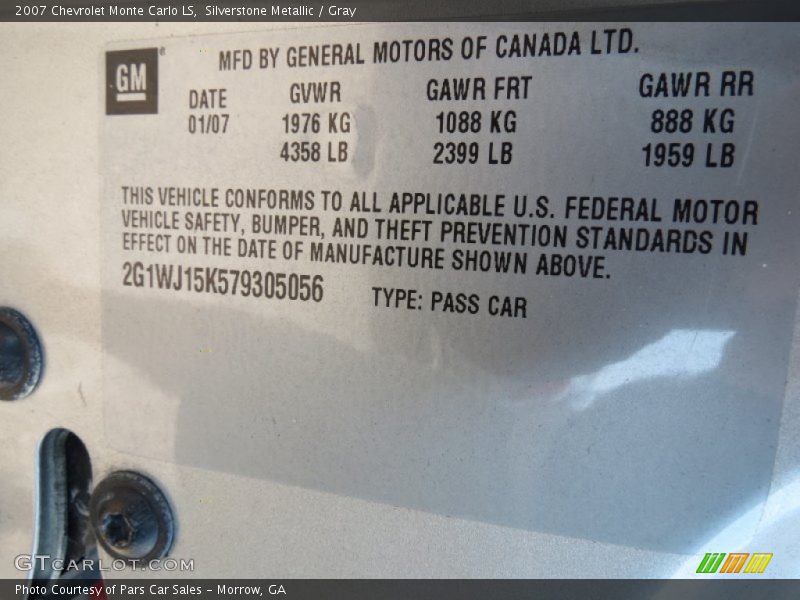 2007 Chevrolet Monte Carlo LS, Silverstone Metallic / Gray
GM
MFD BY GENERAL MOTORS OF CANADA LTD.
DATE GVWR GAWR FRT GAWR RR
01/07 1976 KG 1088 KG 888 KG
4358 LB 2399 LB 1959 LB
THIS VEHICLE CONFORMS TO ALL APPLICABLE U.S. FEDERAL MOTOR
VEHICLE SAFETY, BUMPER, AND THEFT PREVENTION STANDARDS IN
EFFECT ON THE DATE OF MANUFACTURE SHOWN ABOVE.
2G1WJ15K579305056 TYPE: PASS CAR
GTCarLot.com
Photo Courtesy of Pars Car Sales - Morrow, GA